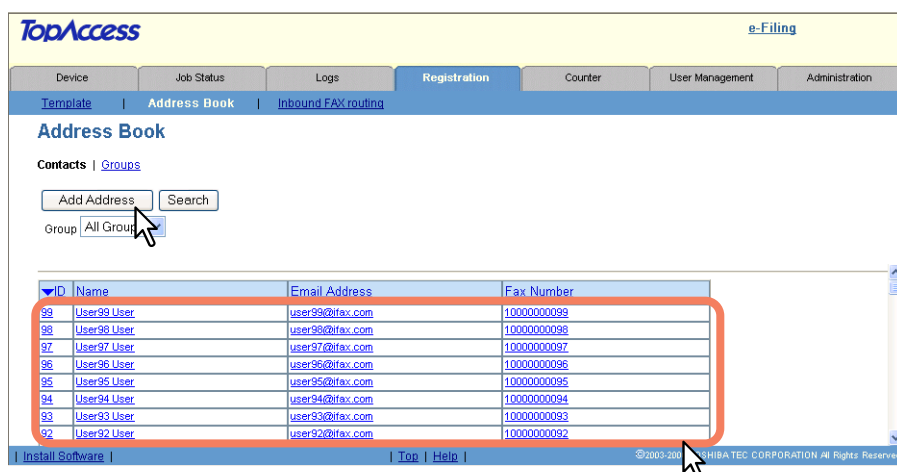 TopAccess
e-Filing
Device Job Status Logs Registration Counter User Management Administration
Template | Address Book | Inbound FAX routing
Address Book
Contacts | Groups
Add Address Search
Group All Group
ID Name Email Address Fax Number
99 User99 User user99@ifax.com 10000000099
98 User98 User user98@ifax.com 10000000098
97 User97 User user97@ifax.com 10000000097
96 User96 User user96@ifax.com 10000000096
95 User95 User user95@ifax.com 10000000095
94 User94 User user94@ifax.com 10000000094
93 User93 User user93@ifax.com 10000000093
92 User92 User user92@ifax.com 10000000092
| Install Software | | Top | Help | TEC CORPORATION All Rights Reserved